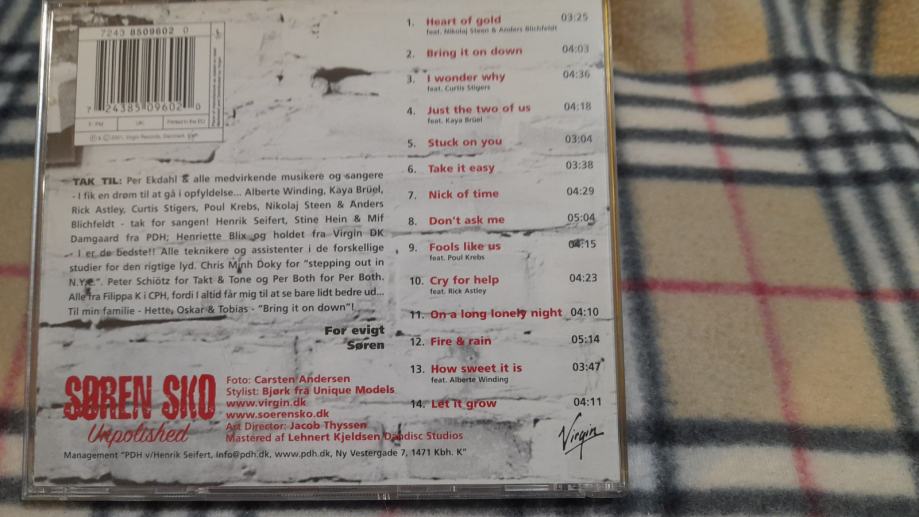 7243 8509602 0
7 24385 09602 0
UK:
Printed in the EU
1. Heart of gold 03:25
feat. Nikolaj Steen & Anders Blichfeldt
2. Bring it on down 04:03
3. I wonder why 04:36
feat. Curtis Stigers
4. Just the two of us 04:18
feat. Kaya Brüel
5. Stuck on you 03:04
6. Take it easy 03:38
7. Nick of time 04:29
8. Don't ask me 05:04
9. Fools like us 04:15
feat. Poul Krebs
10. Cry for help 04:23
feat. Rick Astley
11. On a long lonely night 04:10
12. Fire & rain 05:14
13. How sweet it is 03:47
feat. Alberte Winding
14. Let it grow 04:11
TAK TIL: Per Ekdahl & alle medvirkende musikere og sangere
- I fik en drøm til at gå i opfyldelse... Alberte Winding, Kaya Brüel,
Rick Astley, Curtis Stigers, Poul Krebs, Nikolaj Steen & Anders
Blichfeldt - tak for sangen! Henrik Seifert, Stine Hein & Mif
Damgaard fra PDH; Henriette Blix og holdet fra Virgin DK
- I er de bedste!! Alle teknikere og assistenter i de forskellige
studier for den rigtige lyd. Chris Minh Doky for "stepping out in
N.Y.C.". Peter Schiøtz for Takt & Tone og Per Both for Per Both.
Alle fra Filippa K i CPH, fordi I altid får mig til at se bare lidt bedre ud...
Til min familie - Hette, Oskar & Tobias - "Bring it on down"!
For evigt
Søren
SØREN SKO
Unpolished
Foto: Carsten Andersen
Stylist: Bjørk fra Unique Models
www.virgin.dk
www.soerensko.dk
Art Director: Jacob Thyssen
Mastered af Lehnert Kjeldsen Dandisc Studios
Management "PDH v/Henrik Seifert, info@pdh.dk, www.pdh.dk, Ny Vestergade 7, 1471 Kbh. K"
Virgin